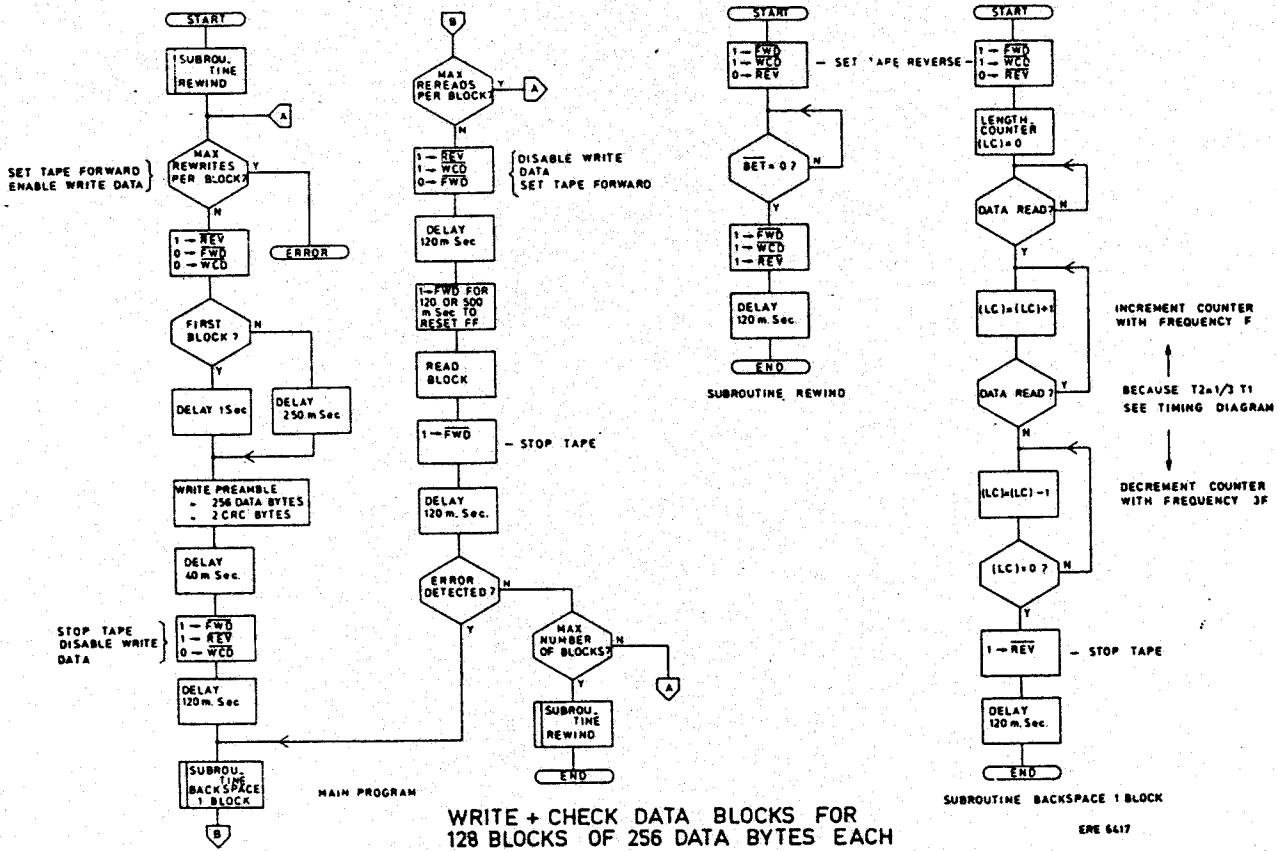 START
SUBROU_
TINE
REWIND
A
SET TAPE FORWARD
ENABLE WRITE DATA
MAX
REWRITES
PER BLOCK?
Y
N
1 → REV
0 → FWD
0 → WCD
ERROR
FIRST
BLOCK ?
N
Y
DELAY 1Sec
DELAY
250 m Sec
WRITE PREAMBLE
" 256 DATA BYTES
" 2 CRC BYTES
DELAY
40m Sec.
STOP TAPE
DISABLE WRITE
DATA
1 → FWD
1 → REV
0 → WCD
DELAY
120 m. Sec
SUBROU_
TINE
BACKSPACE
1 BLOCK
B
MAIN PROGRAM
B
MAX
REREADS
PER BLOCK?
Y
A
N
1 → REV
1 → WCD
0 → FWD
DISABLE WRITE
DATA
SET TAPE FORWARD
DELAY
120 m Sec
1→FWD FOR
120 OR 500
m Sec TO
RESET FF
READ
BLOCK
1 → FWD
– STOP TAPE
DELAY
120 m. Sec.
ERROR
DETECTED ?
N
Y
MAX
NUMBER
OF BLOCKS?
N
A
Y
SUBROU_
TINE
REWIND
END
START
1 → FWD
1 → WCD
0 → REV
– SET TAPE REVERSE –
BET = 0 ?
N
Y
1 → FWD
1 → WCD
1 → REV
DELAY
120 m. Sec.
END
SUBROUTINE REWIND
START
1 → FWD
1 → WCD
0 → REV
LENGTH_
COUNTER
(LC)=0
DATA READ?
N
Y
(LC)=(LC)+1
INCREMENT COUNTER
WITH FREQUENCY F
DATA READ ?
Y
BECAUSE T2=1/3 T1
SEE TIMING DIAGRAM
N
(LC)=(LC) -1
DECREMENT COUNTER
WITH FREQUENCY 3F
(LC)=0 ?
N
Y
1 → REV
– STOP TAPE
DELAY
120 m. Sec.
END
SUBROUTINE BACKSPACE 1 BLOCK
WRITE + CHECK DATA BLOCKS FOR
128 BLOCKS OF 256 DATA BYTES EACH
ERE 6417